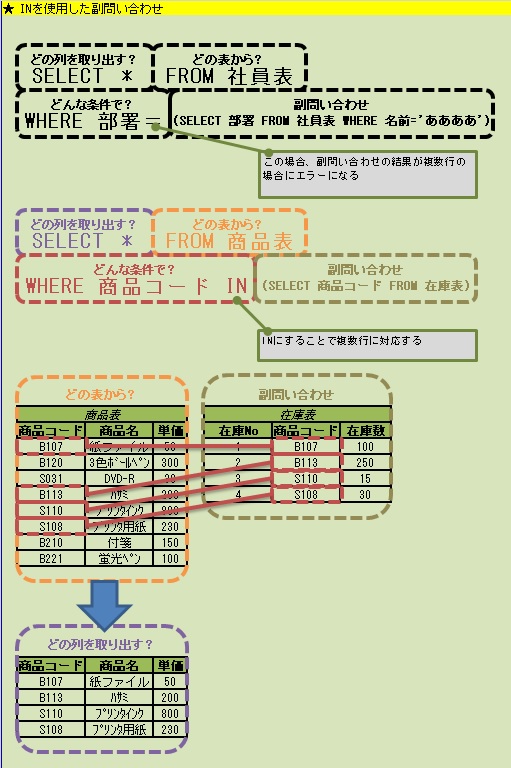 ★ INを使用した副問い合わせ
どの列を取り出す？ どの表から？
SELECT * FROM 社員表
どんな条件で？ 副問い合わせ
WHERE 部署＝ (SELECT 部署 FROM 社員表 WHERE 名前='ああああ')
この場合、副問い合わせの結果が複数行の
場合にエラーになる
どの列を取り出す？ どの表から？
SELECT * FROM 商品表
どんな条件で？ 副問い合わせ
WHERE 商品コード IN (SELECT 商品コード FROM 在庫表)
INにすることで複数行に対応する
どの表から？ 副問い合わせ
商品表 在庫表
商品コード 商品名 単価 在庫No 商品コード 在庫数
B107 紙ファイル 50 1 B107 100
B120 3色ﾎﾞｰﾙﾍﾟﾝ 300 2 B113 250
S031 DVD-R 3 S110 15
B113 ﾊｻﾐ 200 4 S108 30
S110 ﾌﾟﾘﾝﾀｲﾝｸ 800
S108 ﾌﾟﾘﾝﾀ用紙 230
B210 付箋 150
B221 蛍光ﾍﾟﾝ 100
どの列を取り出す？
商品コード 商品名 単価
B107 紙ファイル 50
B113 ﾊｻﾐ 200
S110 ﾌﾟﾘﾝﾀｲﾝｸ 800
S108 ﾌﾟﾘﾝﾀ用紙 230